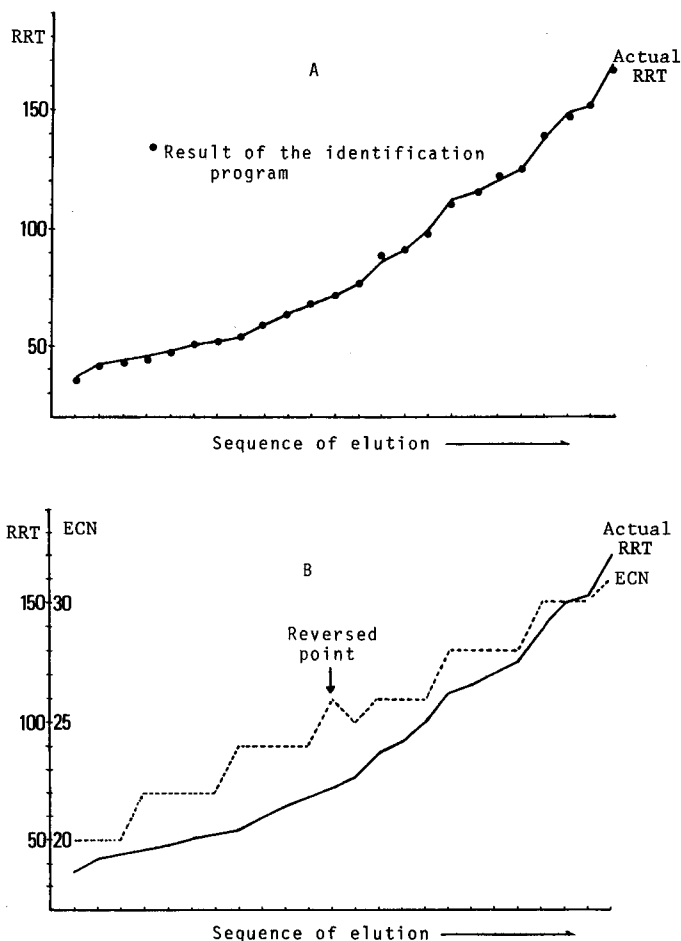 RRT
A
Actual
RRT
150
Result of the identification
program
100
50
Sequence of elution
RRT ECN
B
Actual
RRT
ECN
150 30
Reversed
point
100 25
50 20
Sequence of elution